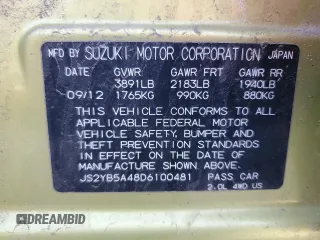 MFD BY SUZUKI MOTOR CORPORATION JAPAN
DATE GVWR GAWR FRT GAWR RR
3891LB 2183LB 1940LB
09/12 1765KG 990KG 880KG
THIS VEHICLE CONFORMS TO ALL
APPLICABLE FEDERAL MOTOR
VEHICLE SAFETY, BUMPER AND
THEFT PREVENTION STANDARDS
IN EFFECT ON THE DATE OF
MANUFACTURE SHOWN ABOVE.
JS2YB5A48D6100481 PASS CAR
2.0L 4WD US
DREAMBID
DREAMBID.COM